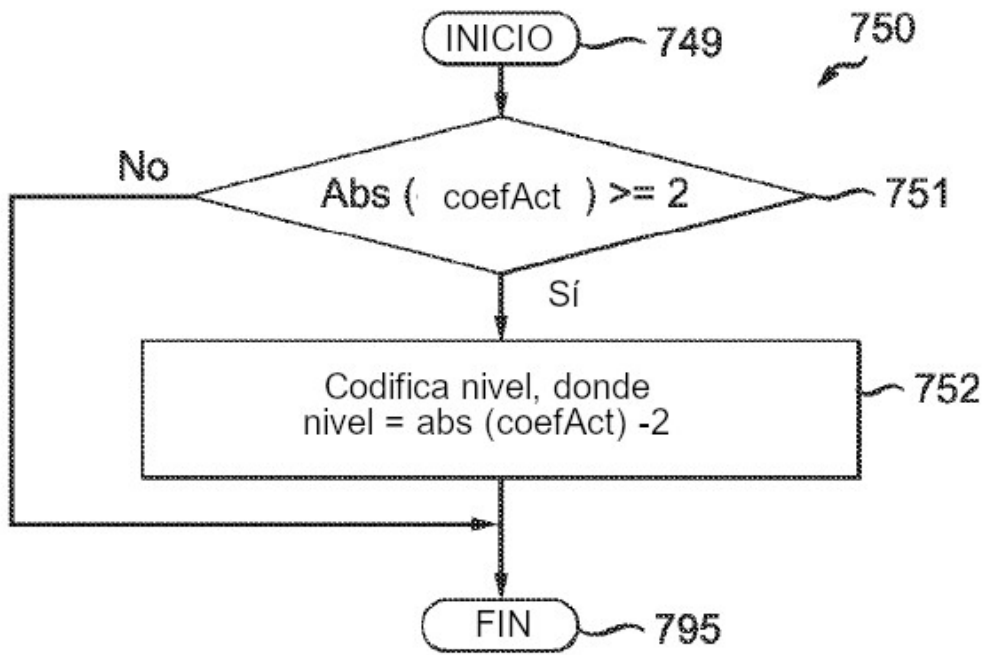 INICIO
749
750
No
Abs ( coefAct ) >= 2
751
Sí
Codifica nivel, donde
nivel = abs (coefAct) -2
752
FIN
795